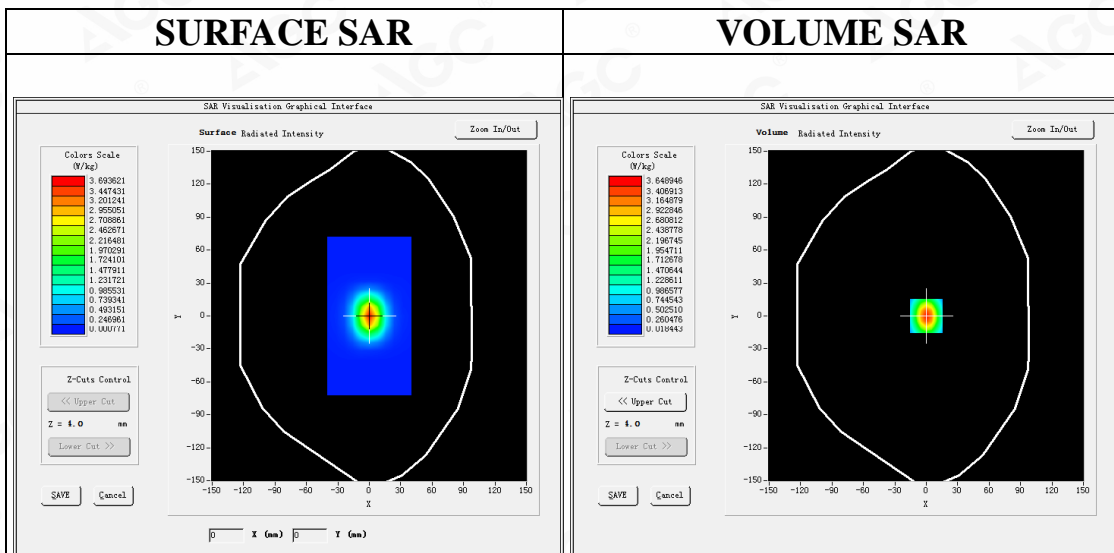 SURFACE SAR
VOLUME SAR
SAR Visualisation Graphical Interface
Surface Radiated Intensity
Zoom In/Out
Colors Scale
(W/kg)
3.693621
3.447431
3.201241
2.955051
2.708861
2.462671
2.216481
1.970291
1.724101
1.477911
1.231721
0.985531
0.739341
0.493151
0.246961
0.000771
Z-Cuts Control
<< Upper Cut
Z = 4.0 mm
Lower Cut >>
SAVE
Cancel
150
120
90
60
30
0
-30
-60
-90
-120
-150
Y
-150 -120 -90 -60 -30 0 30 60 90 120 150
X
0 X (mm) 0 Y (mm)
SAR Visualisation Graphical Interface
Volume Radiated Intensity
Zoom In/Out
Colors Scale
(W/kg)
3.648946
3.406913
3.164879
2.922846
2.680812
2.438778
2.196745
1.954711
1.712678
1.470644
1.228611
0.986577
0.744543
0.502510
0.260476
0.018443
Z-Cuts Control
<< Upper Cut
Z = 4.0 mm
Lower Cut >>
SAVE
Cancel
150
120
90
60
30
0
-30
-60
-90
-120
-150
Y
-150 -120 -90 -60 -30 0 30 60 90 120 150
X